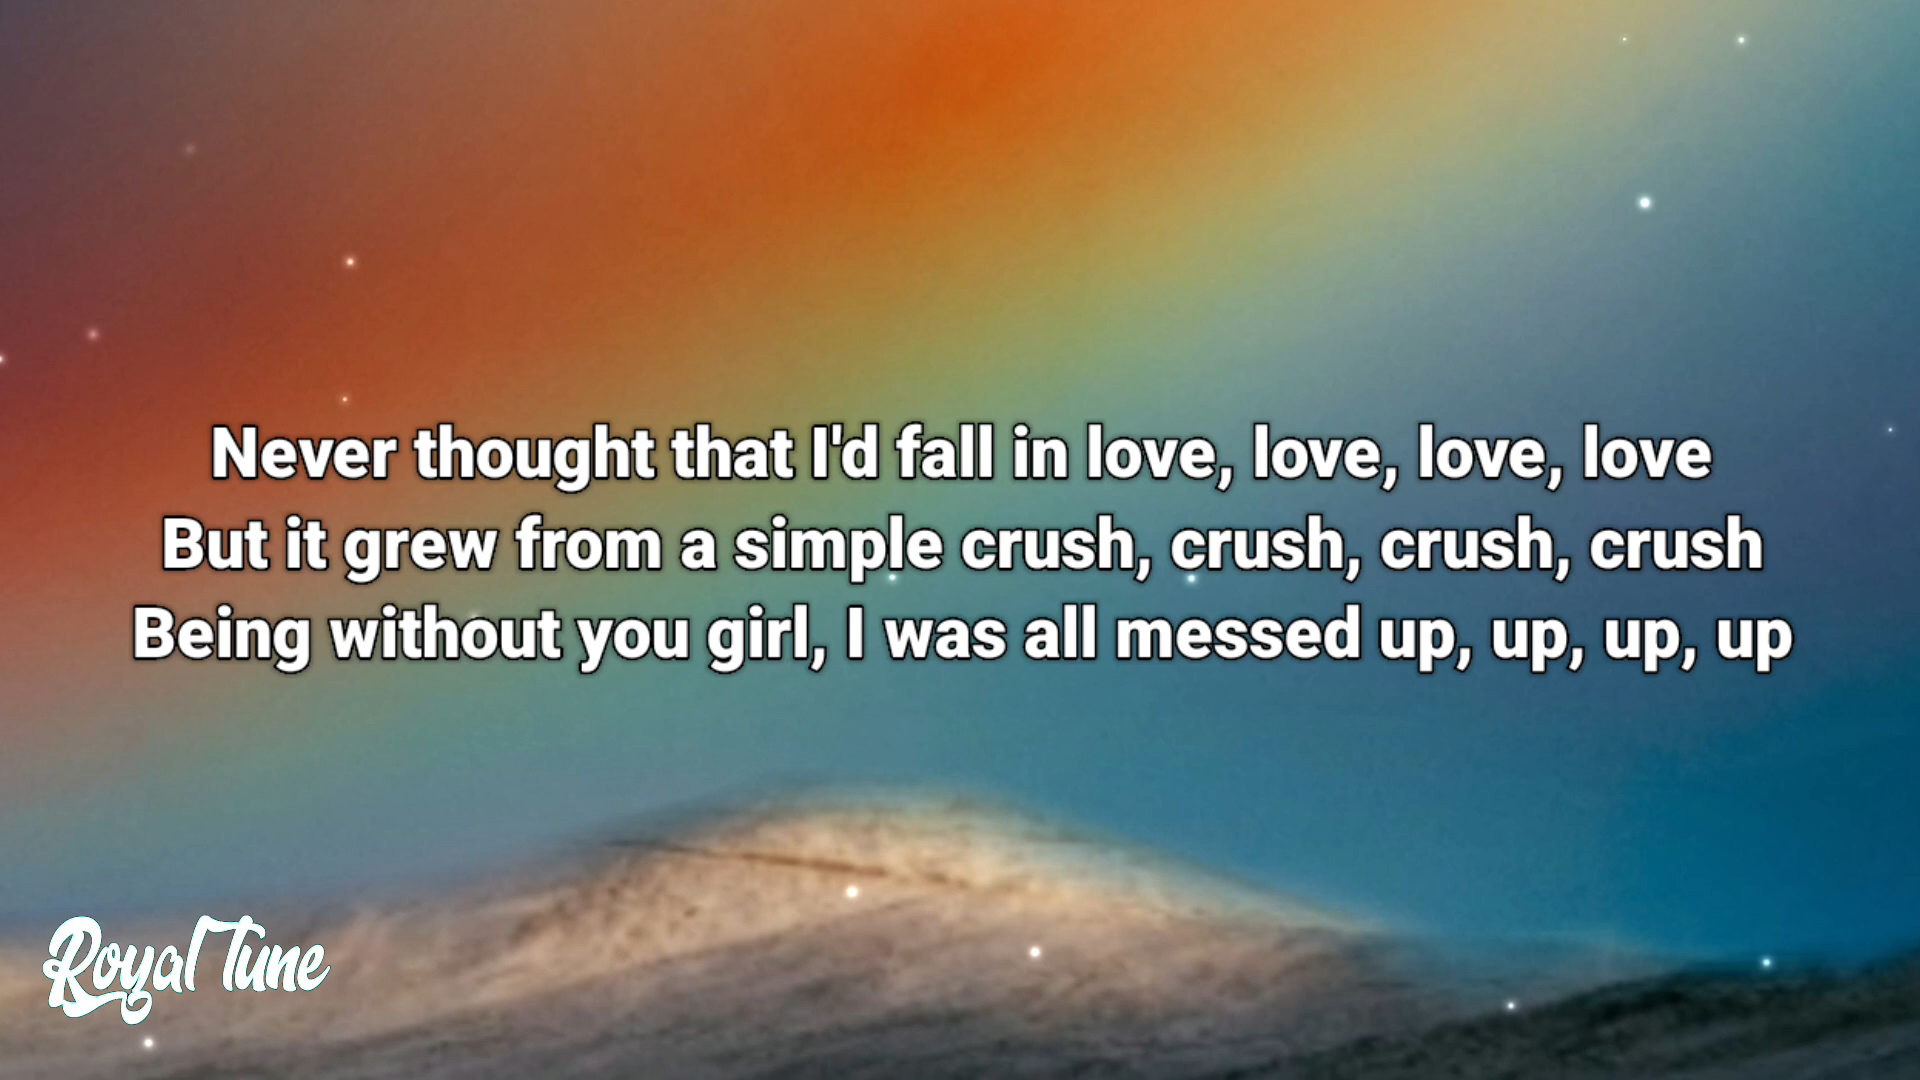 Never thought that I'd fall in love, love, love, love
But it grew from a simple crush, crush, crush, crush
Being without you girl, I was all messed up, up, up, up
Royal Tune